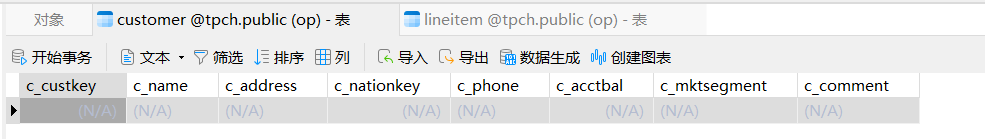 对象 customer @tpch.public (op) - 表 lineitem @tpch.public (op) - 表
开始事务 文本 筛选 排序 列 导入 导出 数据生成 创建图表
c_custkey c_name c_address c_nationkey c_phone c_acctbal c_mktsegment c_comment
(N/A) (N/A) (N/A) (N/A) (N/A) (N/A) (N/A) (N/A)